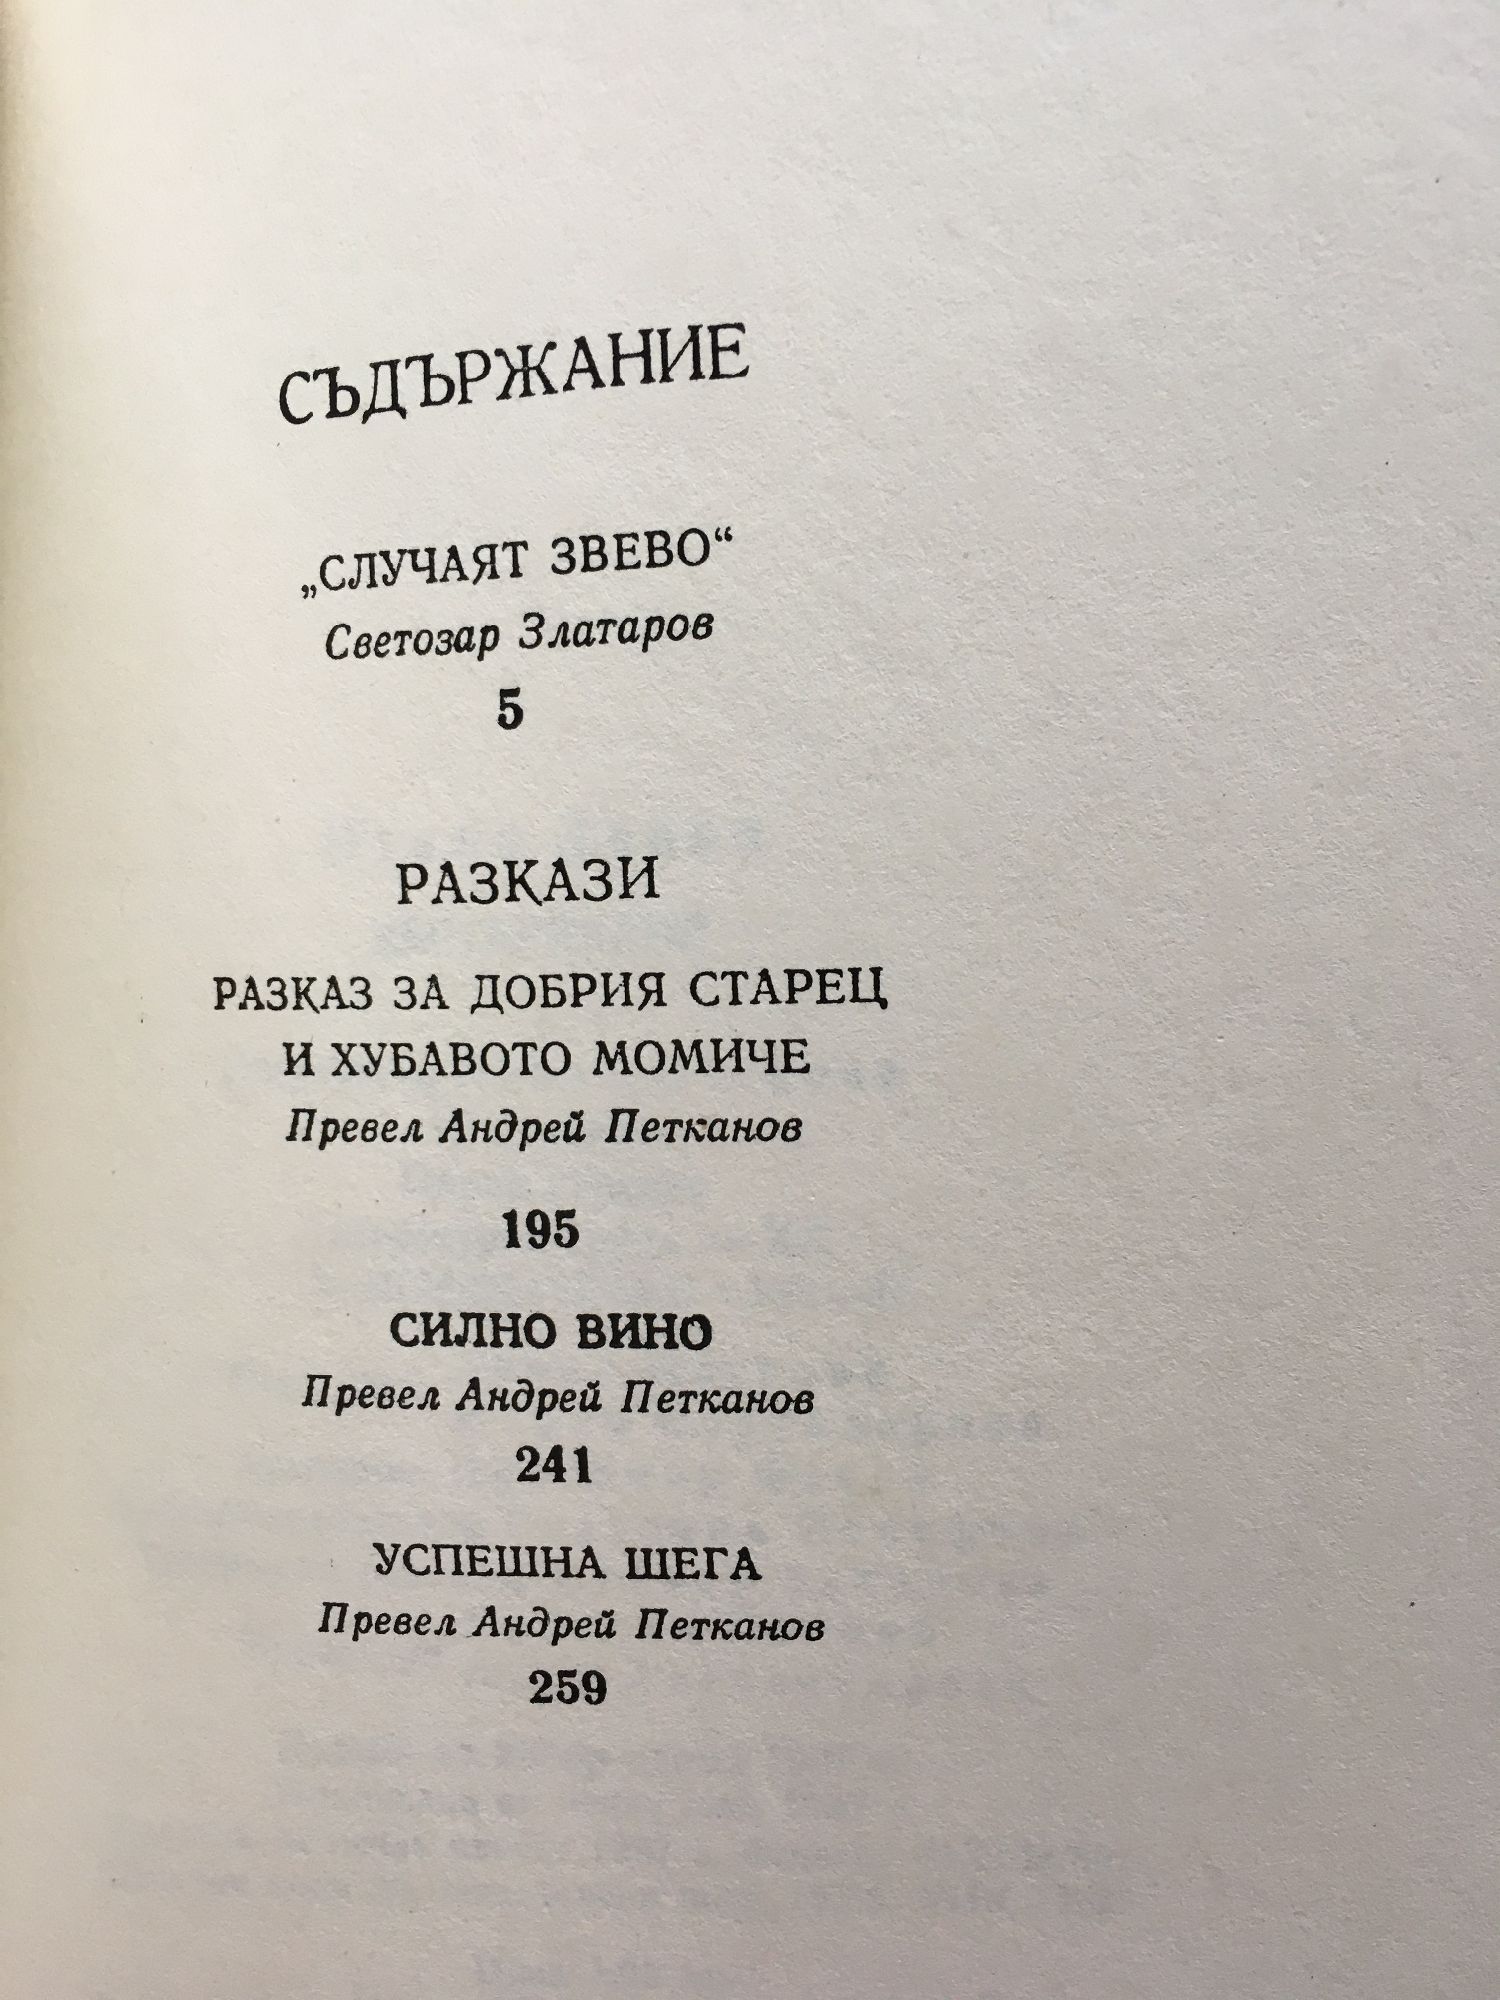 СЪДЪРЖАНИЕ
„СЛУЧАЯТ ЗВЕВО“
Светозар Златаров
5
РАЗКАЗИ
РАЗКАЗ ЗА ДОБРИЯ СТАРЕЦ
И ХУБАВОТО МОМИЧЕ
Превел Андрей Петканов
195
СИЛНО ВИНО
Превел Андрей Петканов
241
УСПЕШНА ШЕГА
Превел Андрей Петканов
259